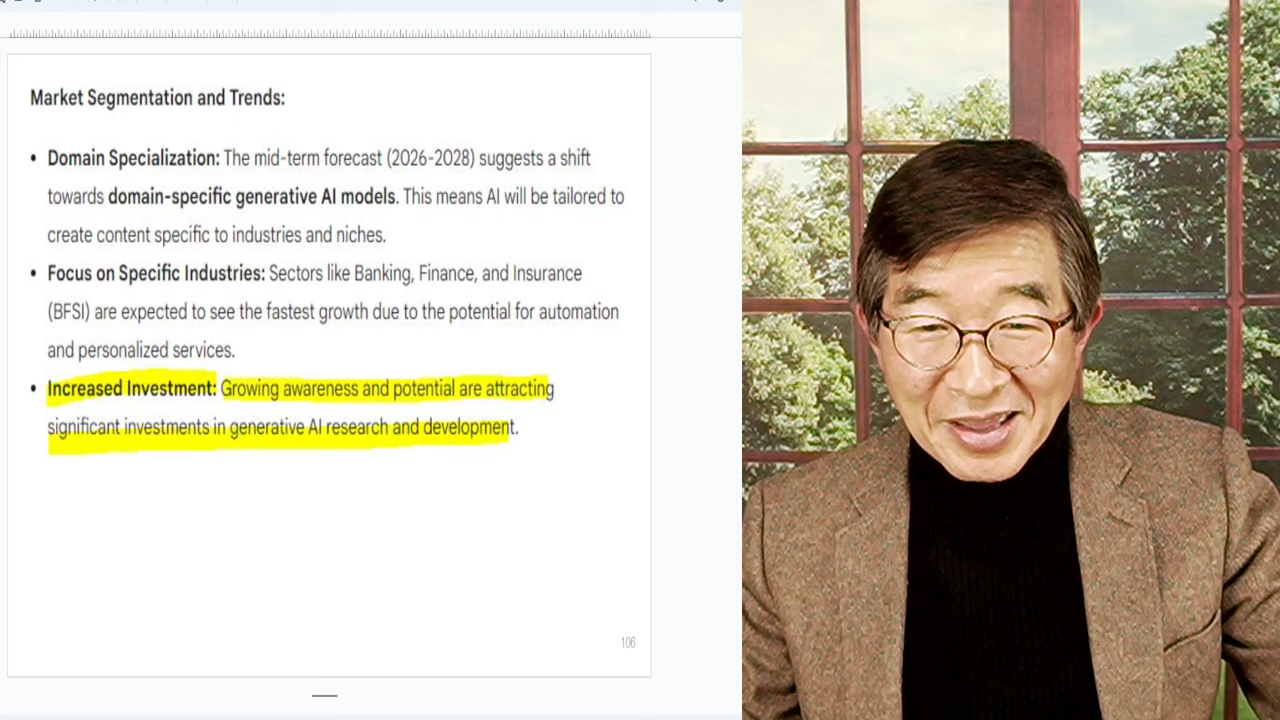 Market Segmentation and Trends:
• Domain Specialization: The mid-term forecast (2026-2028) suggests a shift
towards domain-specific generative AI models. This means AI will be tailored to
create content specific to industries and niches.
• Focus on Specific Industries: Sectors like Banking, Finance, and Insurance
(BFSI) are expected to see the fastest growth due to the potential for automation
and personalized services.
• Increased Investment: Growing awareness and potential are attracting
significant investments in generative AI research and development.
106